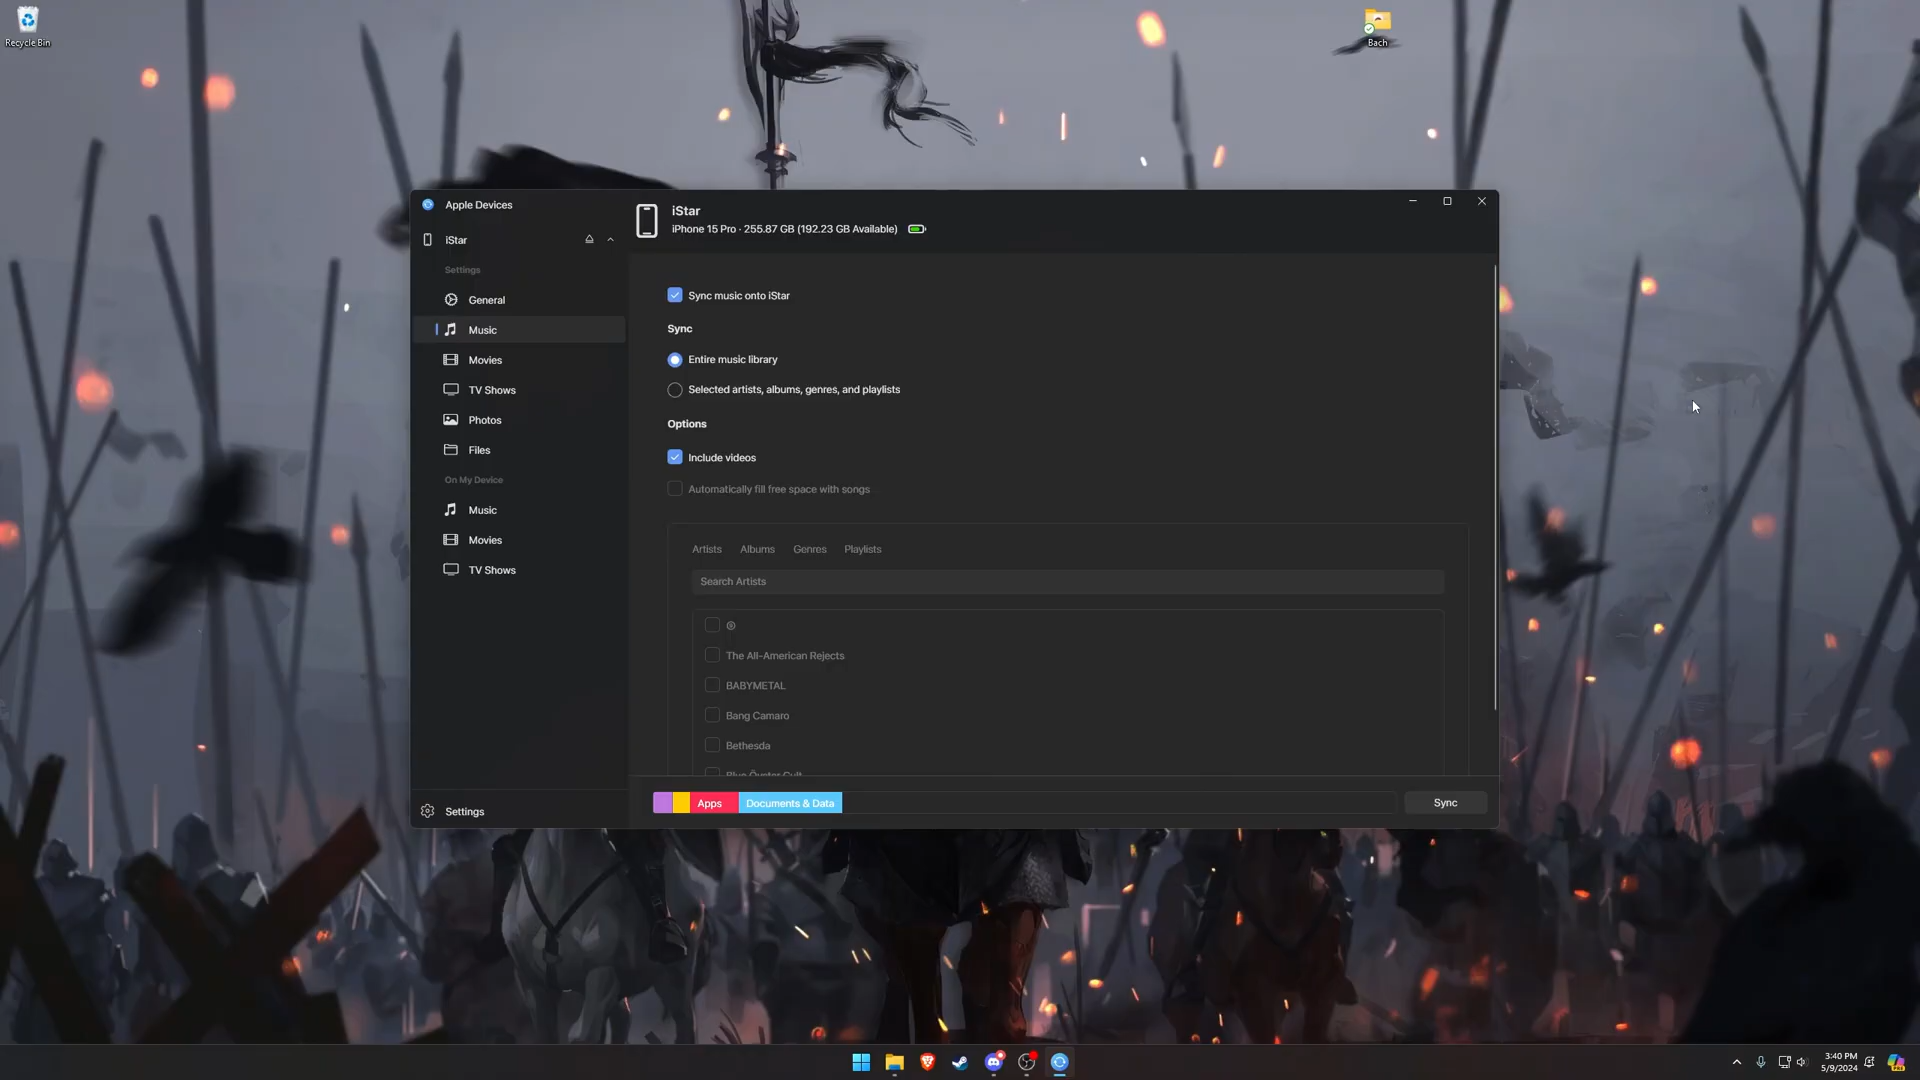 Recycle Bin
Bach
Apple Devices
iStar
Settings
General
Music
Movies
TV Shows
Photos
Files
On My Device
Music
Movies
TV Shows
Settings
iStar
iPhone 15 Pro · 255.87 GB (192.23 GB Available)
Sync music onto iStar
Sync
Entire music library
Selected artists, albums, genres, and playlists
Options
Include videos
Automatically fill free space with songs
Artists Albums Genres Playlists
Search Artists
The All-American Rejects
BABYMETAL
Bang Camaro
Bethesda
Blue Öyster Cult
Apps Documents & Data
Sync
3:40 PM
5/9/2024